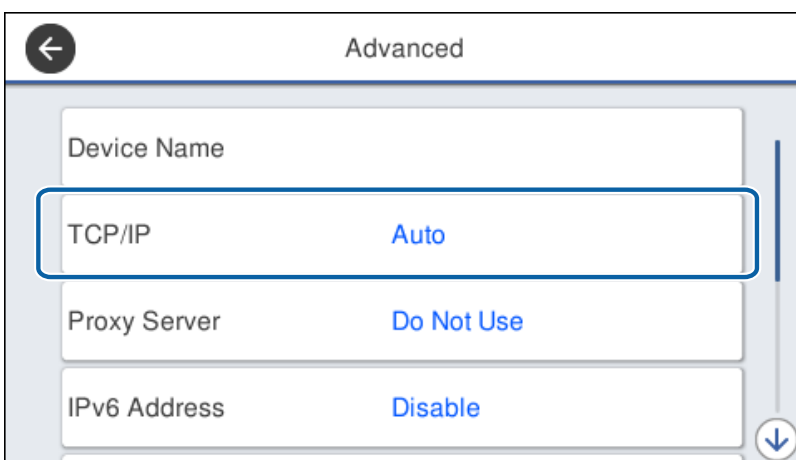 Advanced
Device Name
TCP/IP Auto
Proxy Server Do Not Use
IPv6 Address Disable